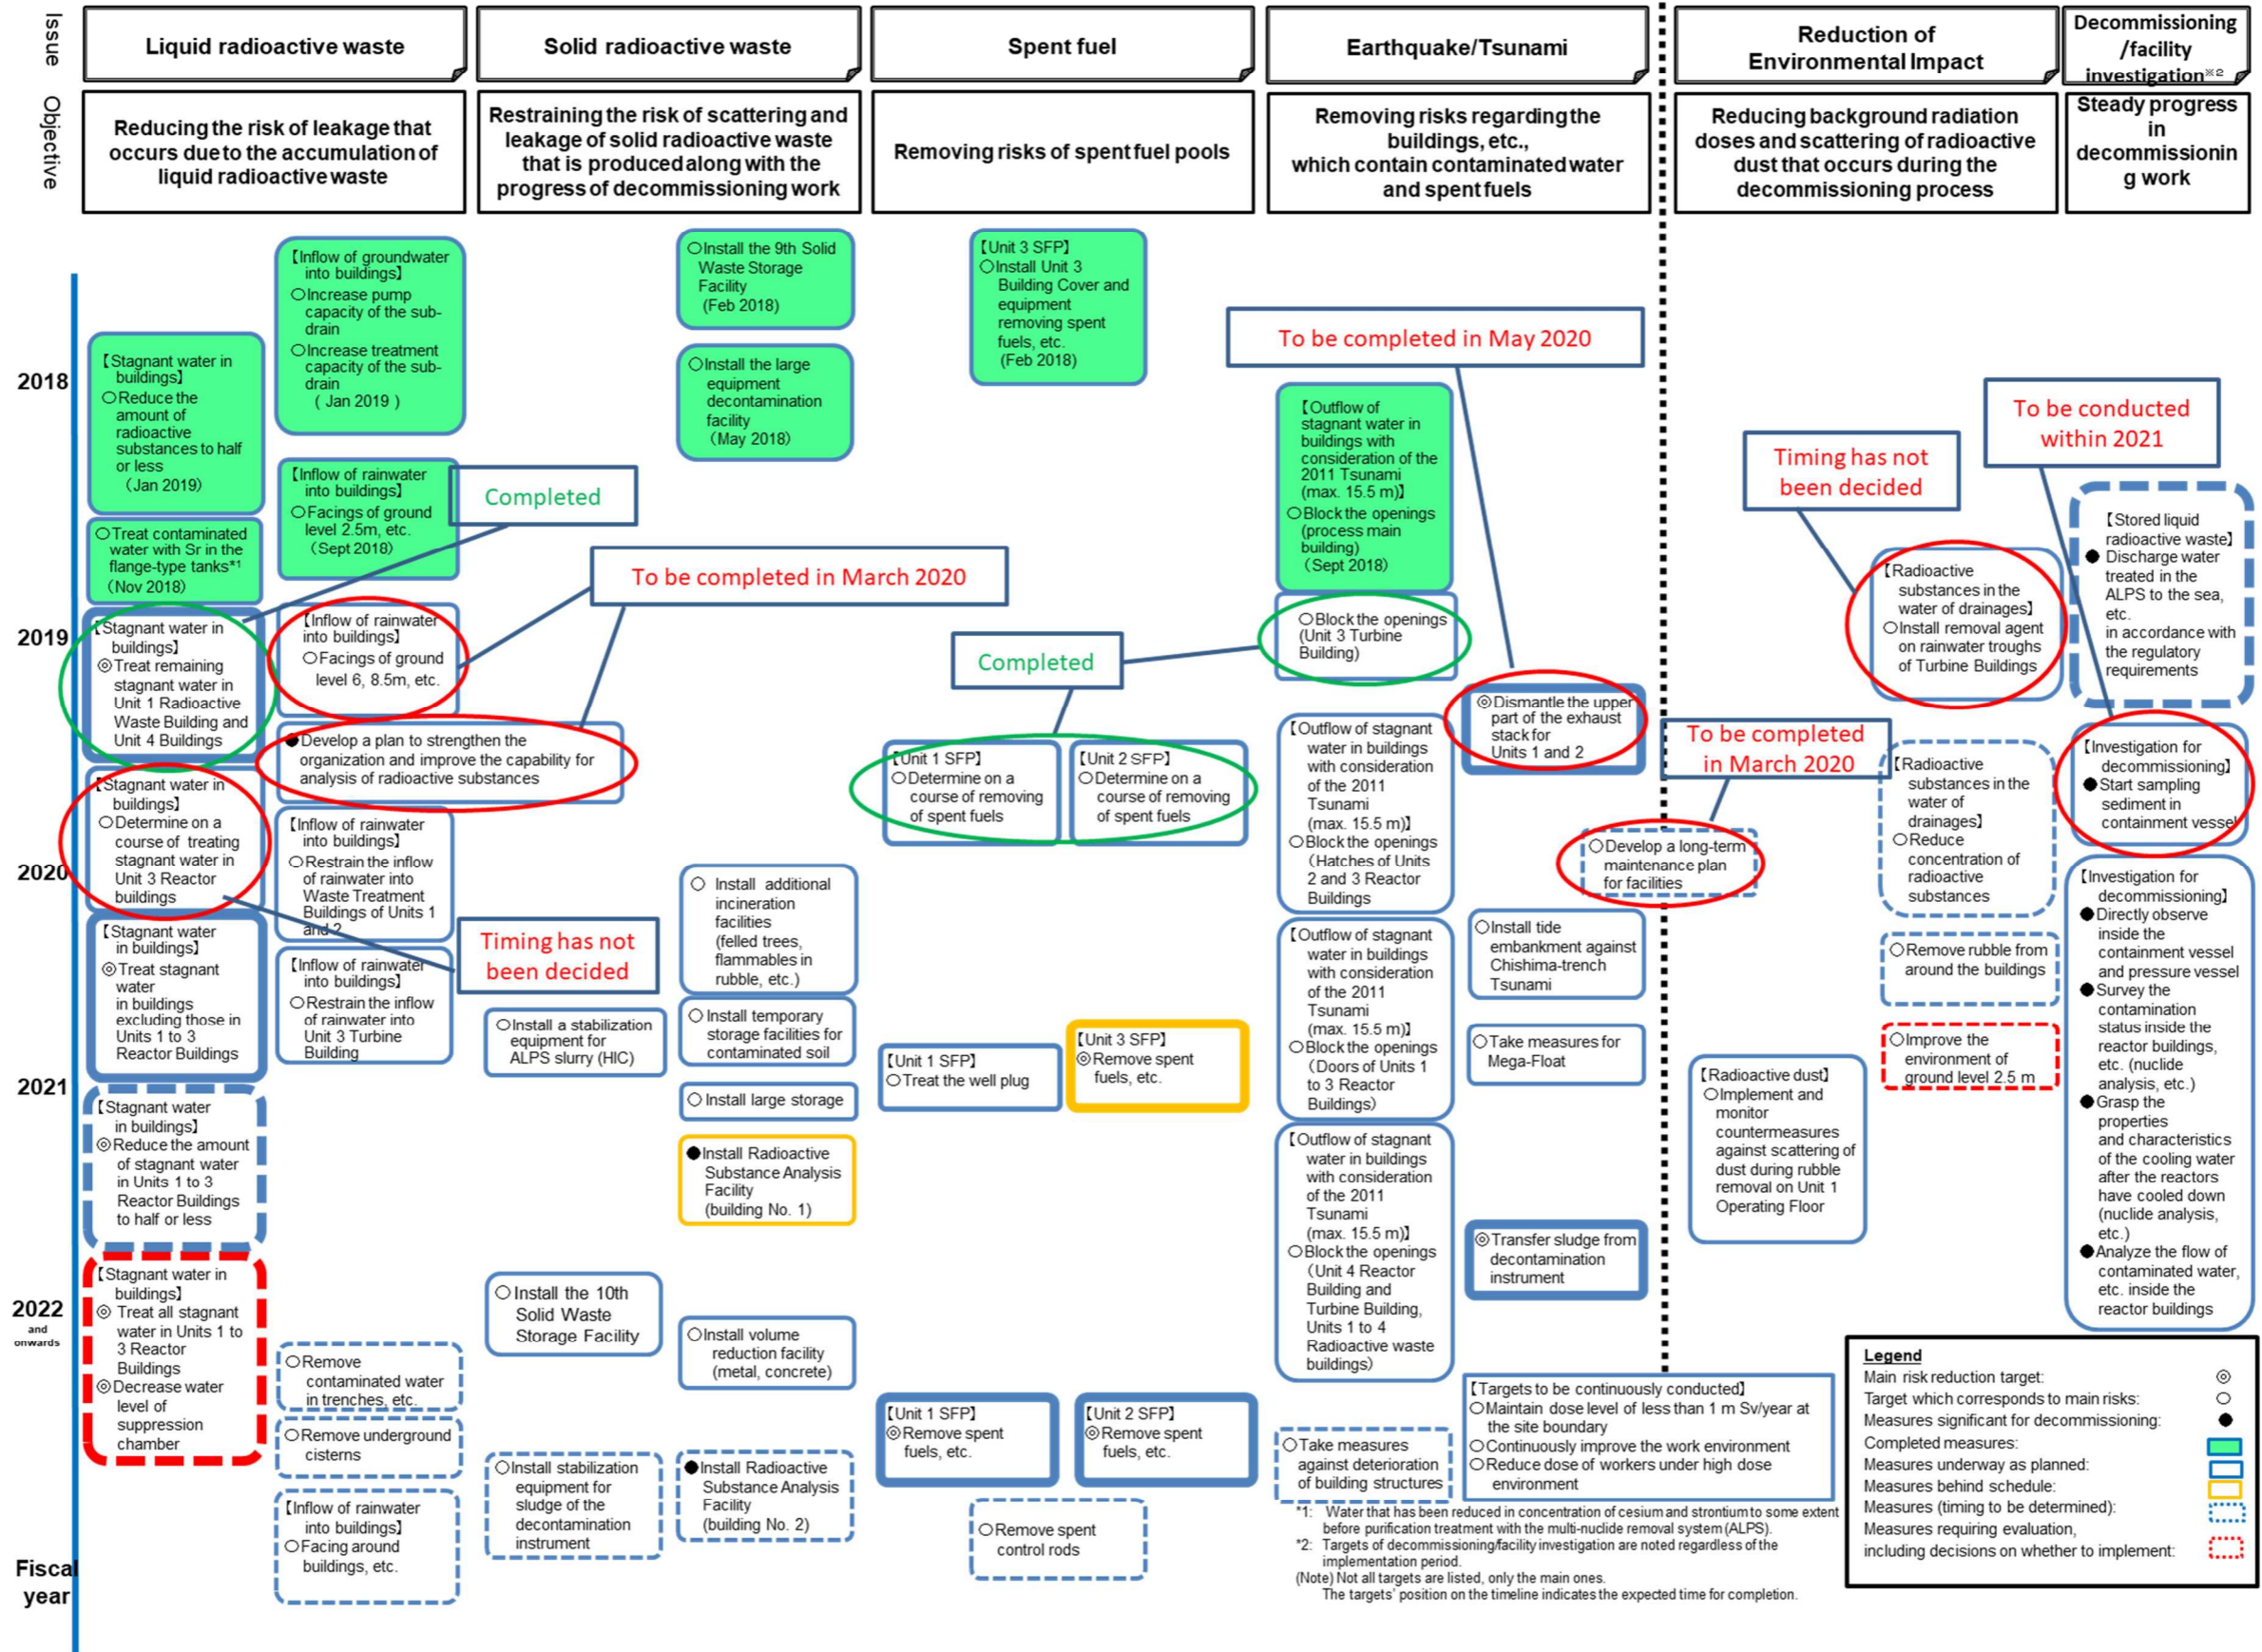 Issue
Liquid radioactive waste
Solid radioactive waste
Spent fuel
Earthquake/Tsunami
Reduction of
Environmental Impact
Decommissioning
/facility
investigation※2
Objective
Reducing the risk of leakage that
occurs due to the accumulation of
liquid radioactive waste
Restraining the risk of scattering and
leakage of solid radioactive waste
that is produced along with the
progress of decommissioning work
Removing risks of spent fuel pools
Removing risks regarding the
buildings, etc.,
which contain contaminated water
and spent fuels
Reducing background radiation
doses and scattering of radioactive
dust that occurs during the
decommissioning process
Steady progress
in
decommissionin
g work
2018
2019
2020
2021
2022
and
onwards
Fiscal
year
【Stagnant water in
buildings】
○Reduce the
amount of
radioactive
substances to half
or less
(Jan 2019)
○Treat contaminated
water with Sr in the
flange-type tanks*1
(Nov 2018)
【Stagnant water in
buildings】
◎Treat remaining
stagnant water in
Unit 1 Radioactive
Waste Building and
Unit 4 Buildings
【Stagnant water in
buildings】
○Determine on a
course of treating
stagnant water in
Unit 3 Reactor
buildings
【Stagnant water
in buildings】
◎Treat stagnant
water
in buildings
excluding those in
Units 1 to 3
Reactor Buildings
【Stagnant water
in buildings】
◎Reduce the amount
of stagnant water
in Units 1 to 3
Reactor Buildings
to half or less
【Stagnant water in
buildings】
◎ Treat all stagnant
water in Units 1 to
3 Reactor
Buildings
◎Decrease water
level of
suppression
chamber
【Inflow of groundwater
into buildings】
○Increase pump
capacity of the sub-
drain
○Increase treatment
capacity of the sub-
drain
( Jan 2019 )
【Inflow of rainwater
into buildings】
○Facings of ground
level 2.5m, etc.
(Sept 2018)
Completed
【Inflow of rainwater
into buildings】
○Facings of ground
level 6, 8.5m, etc.
To be completed in March 2020
●Develop a plan to strengthen the
organization and improve the capability for
analysis of radioactive substances
【Inflow of rainwater
into buildings】
○Restrain the inflow
of rainwater into
Waste Treatment
Buildings of Units 1
and 2
【Inflow of rainwater
into buildings】
○Restrain the inflow
of rainwater into
Unit 3 Turbine
Building
Timing has not
been decided
○Remove
contaminated water
in trenches, etc.
○Remove underground
cisterns
【Inflow of rainwater
into buildings】
○Facing around
buildings, etc.
○Install a stabilization
equipment for
ALPS slurry (HIC)
○Install the 10th
Solid Waste
Storage Facility
○Install stabilization
equipment for
sludge of the
decontamination
instrument
○Install the 9th Solid
Waste Storage
Facility
(Feb 2018)
○Install the large
equipment
decontamination
facility
(May 2018)
○ Install additional
incineration
facilities
(felled trees,
flammables in
rubble, etc.)
○Install temporary
storage facilities for
contaminated soil
○Install large storage
●Install Radioactive
Substance Analysis
Facility
(building No. 1)
○Install volume
reduction facility
(metal, concrete)
●Install Radioactive
Substance Analysis
Facility
(building No. 2)
【Unit 3 SFP】
○Install Unit 3
Building Cover and
equipment
removing spent
fuels, etc.
(Feb 2018)
Completed
【Unit 1 SFP】
○Determine on a
course of removing
of spent fuels
【Unit 2 SFP】
○Determine on a
course of removing
of spent fuels
【Unit 1 SFP】
○Treat the well plug
【Unit 3 SFP】
◎Remove spent
fuels, etc.
【Unit 1 SFP】
◎Remove spent
fuels, etc.
【Unit 2 SFP】
◎Remove spent
fuels, etc.
○Remove spent
control rods
To be completed in May 2020
【Outflow of
stagnant water in
buildings with
consideration of the
2011 Tsunami
(max. 15.5 m)】
○Block the openings
(process main
building)
(Sept 2018)
○Block the openings
(Unit 3 Turbine
Building)
【Outflow of stagnant
water in buildings
with consideration
of the 2011
Tsunami
(max. 15.5 m)】
○Block the openings
(Hatches of Units
2 and 3 Reactor
Buildings
【Outflow of stagnant
water in buildings
with consideration
of the 2011
Tsunami
(max. 15.5 m)】
○Block the openings
(Doors of Units 1
to 3 Reactor
Buildings)
【Outflow of stagnant
water in buildings
with consideration
of the 2011
Tsunami
(max. 15.5 m)】
○Block the openings
(Unit 4 Reactor
Building and
Turbine Building,
Units 1 to 4
Radioactive waste
buildings)
○Take measures
against deterioration
of building structures
◎Dismantle the upper
part of the exhaust
stack for
Units 1 and 2
To be completed
in March 2020
○Develop a long-term
maintenance plan
for facilities
○Install tide
embankment against
Chishima-trench
Tsunami
○Take measures for
Mega-Float
◎Transfer sludge from
decontamination
instrument
【Targets to be continuously conducted】
○Maintain dose level of less than 1 m Sv/year at
the site boundary
○Continuously improve the work environment
○Reduce dose of workers under high dose
environment
Timing has not
been decided
【Radioactive
substances in the
water of drainages】
○Install removal agent
on rainwater troughs
of Turbine Buildings
【Radioactive
substances in the
water of
drainages】
○Reduce
concentration of
radioactive
substances
○Remove rubble from
around the buildings
○Improve the
environment of
ground level 2.5 m
【Radioactive dust】
○Implement and
monitor
countermeasures
against scattering of
dust during rubble
removal on Unit 1
Operating Floor
To be conducted
within 2021
【Stored liquid
radioactive waste】
● Discharge water
treated in the
ALPS to the sea,
etc.
in accordance with
the regulatory
requirements
【Investigation for
decommissioning】
●Start sampling
sediment in
containment vessel
【Investigation for
decommissioning】
●Directly observe
inside the
containment vessel
and pressure vessel
●Survey the
contamination
status inside the
reactor buildings,
etc. (nuclide
analysis, etc.)
●Grasp the
properties
and characteristics
of the cooling water
after the reactors
have cooled down
(nuclide analysis,
etc.)
●Analyze the flow of
contaminated water,
etc. inside the
reactor buildings
Legend
Main risk reduction target: ◎
Target which corresponds to main risks: ○
Measures significant for decommissioning: ●
Completed measures:
Measures underway as planned:
Measures behind schedule:
Measures (timing to be determined):
Measures requiring evaluation,
including decisions on whether to implement:
*1: Water that has been reduced in concentration of cesium and strontium to some extent
before purification treatment with the multi-nuclide removal system (ALPS).
*2: Targets of decommissioning/facility investigation are noted regardless of the
implementation period.
(Note) Not all targets are listed, only the main ones.
The targets' position on the timeline indicates the expected time for completion.